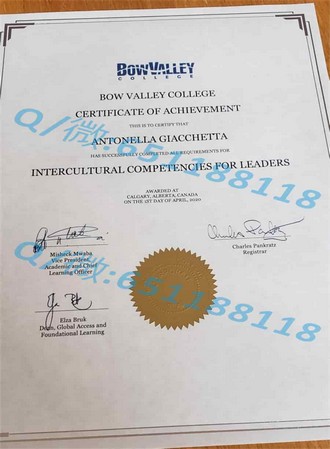 BOW VALLEY
COLLEGE
BOW VALLEY COLLEGE
CERTIFICATE OF ACHIEVEMENT
THIS IS TO CERTIFY THAT
ANTONELLA GIACCHETTA
HAS SUCCESSFULLY COMPLETED ALL REQUIREMENTS FOR
INTERCULTURAL COMPETENCIES FOR LEADERS
AWARDED AT
CALGARY, ALBERTA, CANADA
ON THE 1ST DAY OF APRIL, 2020
Misheck Mwaba
Vice President,
Academic and Chief
Learning Officer
Charles Pankratz
Registrar
Elza Bruk
Dean, Global Access and
Foundational Learning
Q/微:651188118
Q/微:651188118